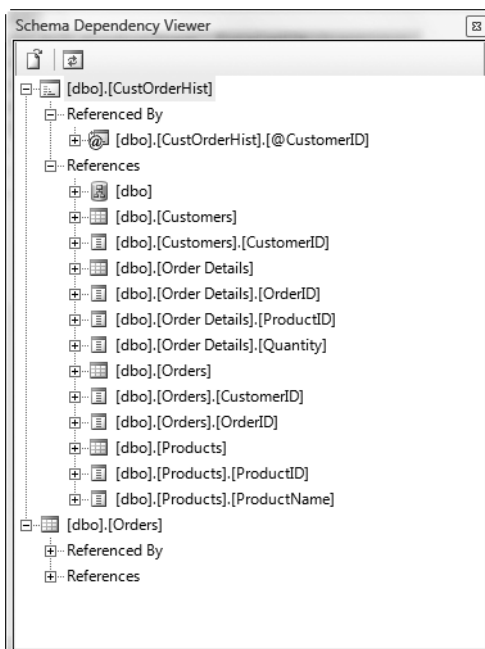 Schema Dependency Viewer
[dbo].[CustOrderHist]
Referenced By
[dbo].[CustOrderHist].[@CustomerID]
References
[dbo]
[dbo].[Customers]
[dbo].[Customers].[CustomerID]
[dbo].[Order Details]
[dbo].[Order Details].[OrderID]
[dbo].[Order Details].[ProductID]
[dbo].[Order Details].[Quantity]
[dbo].[Orders]
[dbo].[Orders].[CustomerID]
[dbo].[Orders].[OrderID]
[dbo].[Products]
[dbo].[Products].[ProductID]
[dbo].[Products].[ProductName]
[dbo].[Orders]
Referenced By
References